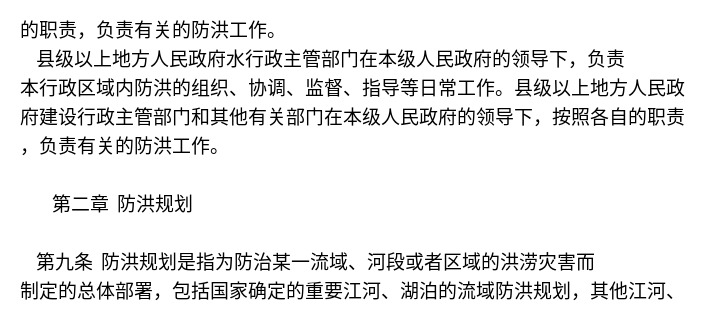 的职责，负责有关的防洪工作。
县级以上地方人民政府水行政主管部门在本级人民政府的领导下，负责
本行政区域内防洪的组织、协调、监督、指导等日常工作。县级以上地方人民政
府建设行政主管部门和其他有关部门在本级人民政府的领导下，按照各自的职责
，负责有关的防洪工作。
第二章 防洪规划
第九条 防洪规划是指为防治某一流域、河段或者区域的洪涝灾害而
制定的总体部署，包括国家确定的重要江河、湖泊的流域防洪规划，其他江河、